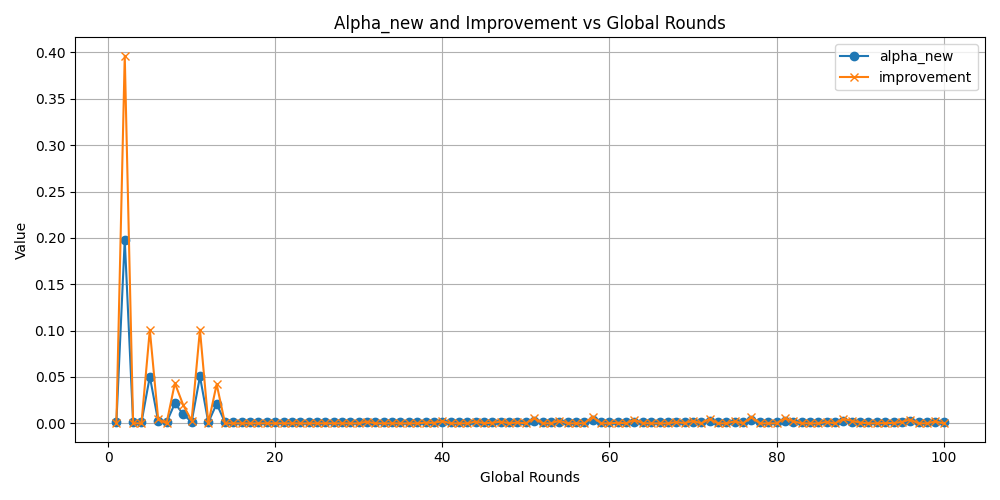 Alpha_new and Improvement vs Global Rounds
alpha_new
improvement
Value
0.40
0.35
0.30
0.25
0.20
0.15
0.10
0.05
0.00
0 20 40 60 80 100
Global Rounds